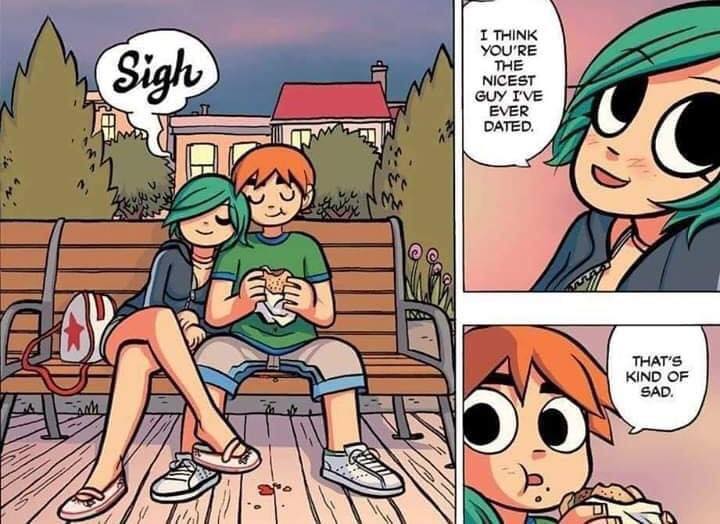 Sigh
I THINK
YOU'RE
THE
NICEST
GUY I'VE
EVER
DATED.
THAT'S
KIND OF
SAD.